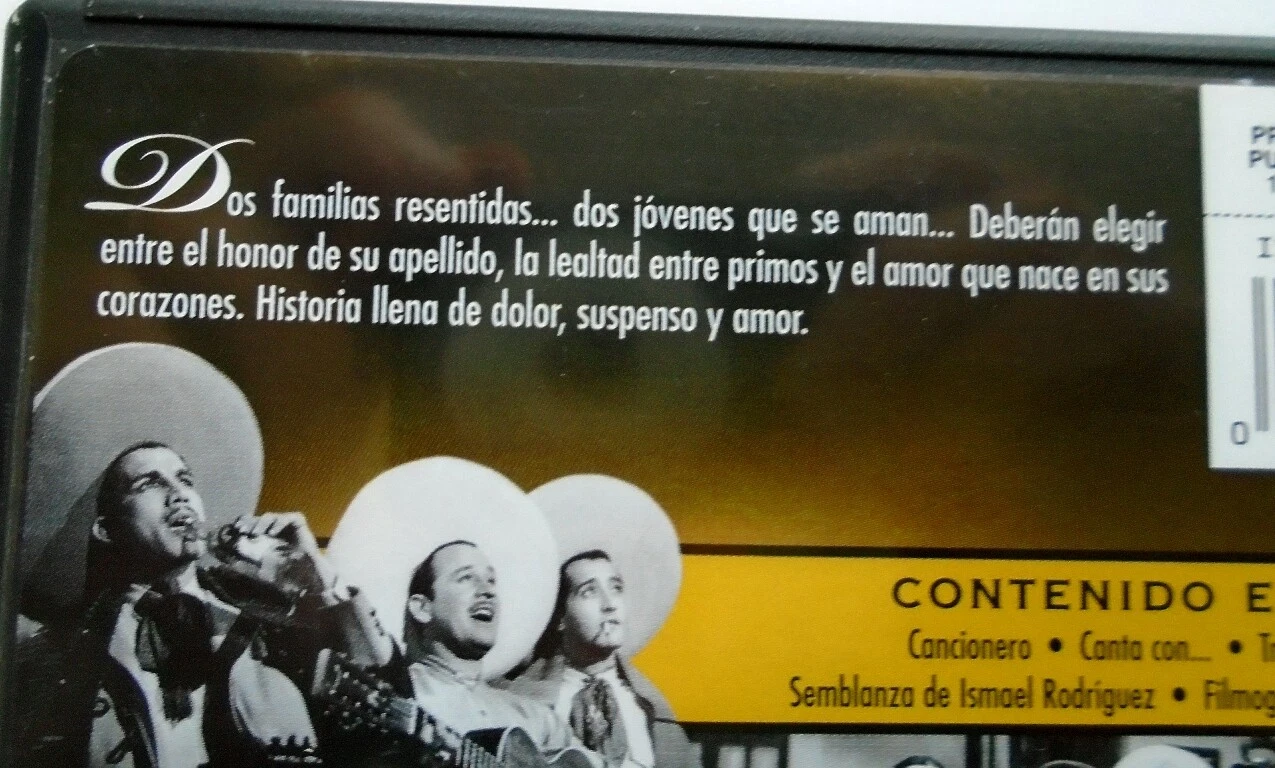 Dos familias resentidas... dos jóvenes que se aman... Deberán elegir
entre el honor de su apellido, la lealtad entre primos y el amor que nace en sus
corazones. Historia llena de dolor, suspenso y amor.
0
CONTENIDO E
Cancionero • Canta con... •
Semblanza de Ismael Rodríguez •